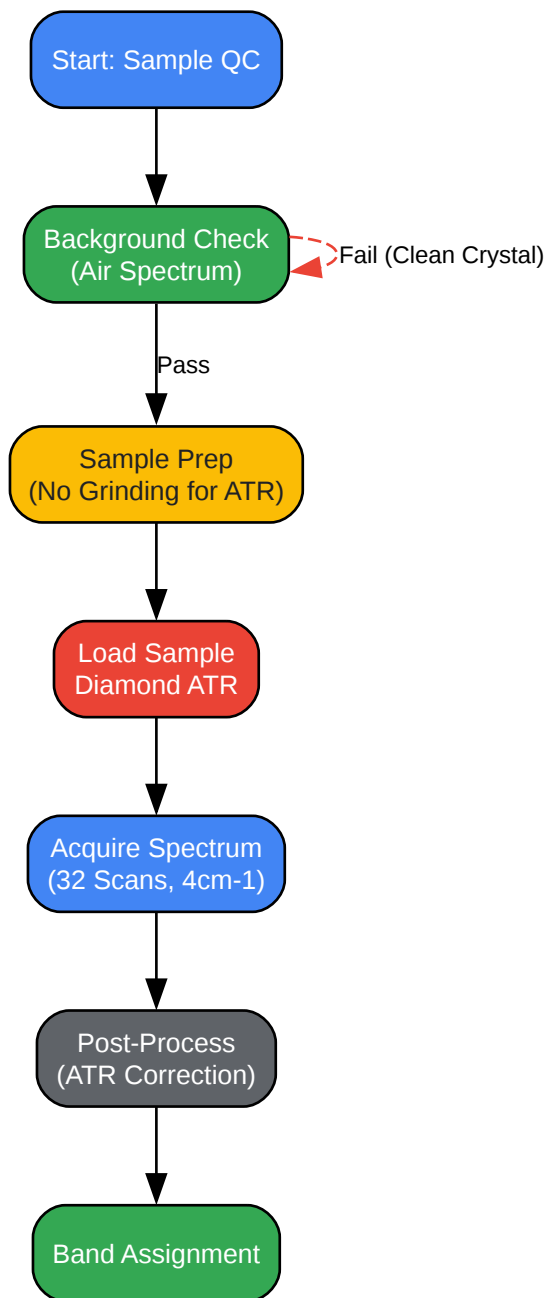 Start: Sample QC
Background Check
(Air Spectrum)
Fail (Clean Crystal)
Pass
Sample Prep
(No Grinding for ATR)
Load Sample
Diamond ATR
Acquire Spectrum
(32 Scans, 4cm-1)
Post-Process
(ATR Correction)
Band Assignment